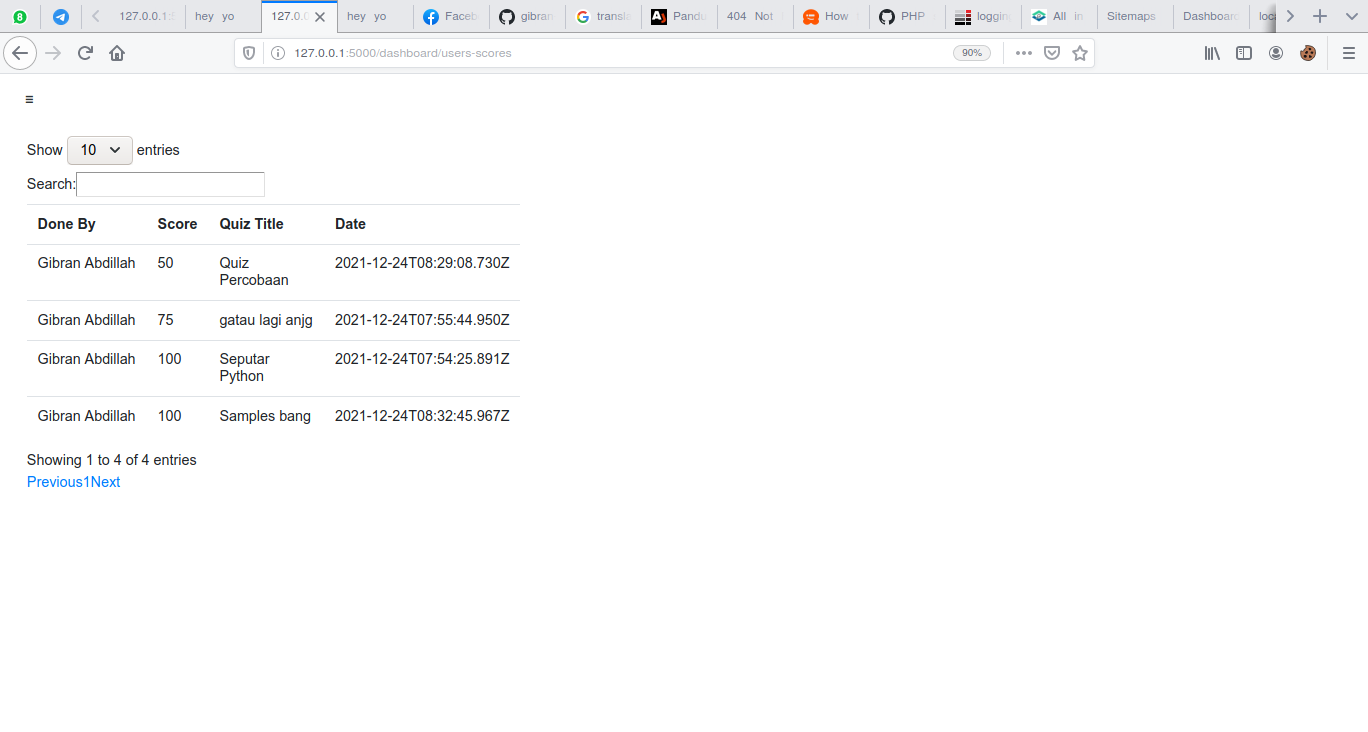 8 127.0.0.1:5 hey yo 127.0.0 hey yo Faceb gibran transla Pandu 404 Not How PHP loggin All in Sitemaps Dashboard loca
127.0.0.1:5000/dashboard/users-scores 90%
Show 10 entries
Search:
Done By Score Quiz Title Date
Gibran Abdillah 50 Quiz Percobaan 2021-12-24T08:29:08.730Z
Gibran Abdillah 75 gatau lagi anjg 2021-12-24T07:55:44.950Z
Gibran Abdillah 100 Seputar Python 2021-12-24T07:54:25.891Z
Gibran Abdillah 100 Samples bang 2021-12-24T08:32:45.967Z
Showing 1 to 4 of 4 entries
Previous1Next